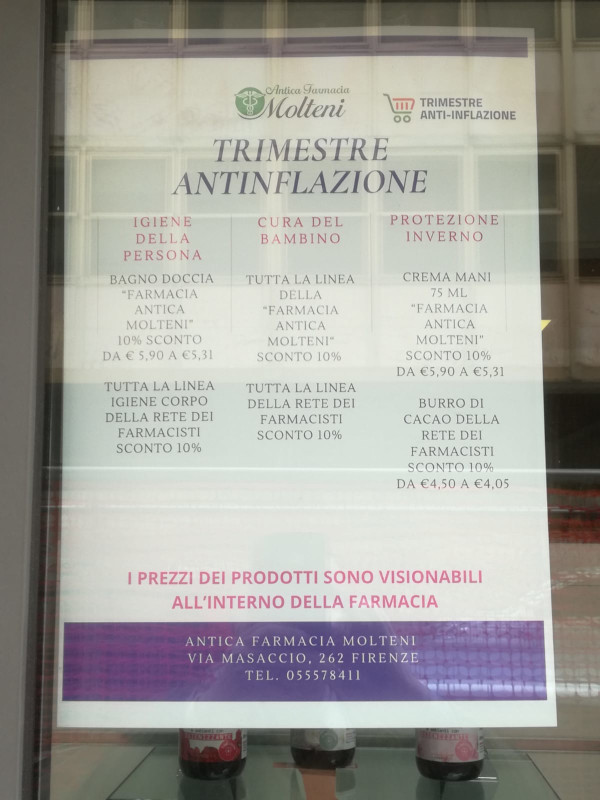 Antica Farmacia
Molteni
TRIMESTRE
ANTI-INFLAZIONE
TRIMESTRE
ANTINFLAZIONE
IGIENE
DELLA
PERSONA
BAGNO DOCCIA
"FARMACIA
ANTICA
MOLTENI"
10% SCONTO
DA € 5,90 A €5,31
TUTTA LA LINEA
IGIENE CORPO
DELLA RETE DEI
FARMACISTI
SCONTO 10%
CURA DEL
BAMBINO
TUTTA LA LINEA
DELLA
"FARMACIA
ANTICA
MOLTENI"
SCONTO 10%
TUTTA LA LINEA
DELLA RETE DEI
FARMACISTI
SCONTO 10%
PROTEZIONE
INVERNO
CREMA MANI
75 ML
"FARMACIA
ANTICA
MOLTENI"
SCONTO 10%
DA €5,90 A €5,31
BURRO DI
CACAO DELLA
RETE DEI
FARMACISTI
SCONTO 10%
DA €4,50 A €4,05
I PREZZI DEI PRODOTTI SONO VISIONABILI
ALL'INTERNO DELLA FARMACIA
ANTICA FARMACIA MOLTENI
VIA MASACCIO, 262 FIRENZE
TEL. 055578411